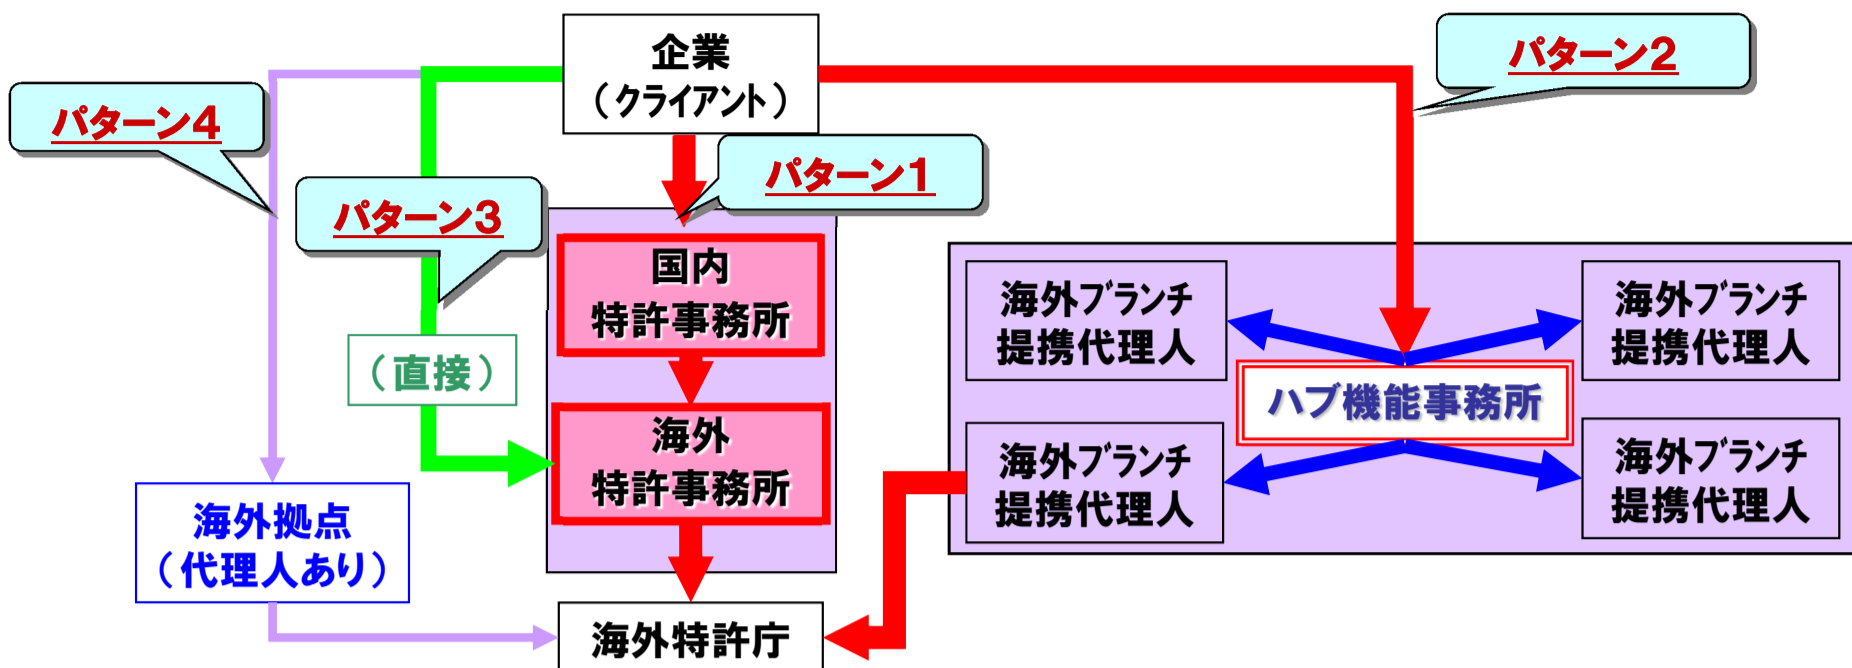 企業
(クライアント)
パターン2
パターン4
パターン1
パターン3
国内
特許事務所
海外ブランチ
提携代理人
海外ブランチ
提携代理人
(直接)
ハブ機能事務所
海外
特許事務所
海外ブランチ
提携代理人
海外ブランチ
提携代理人
海外拠点
(代理人あり)
海外特許庁